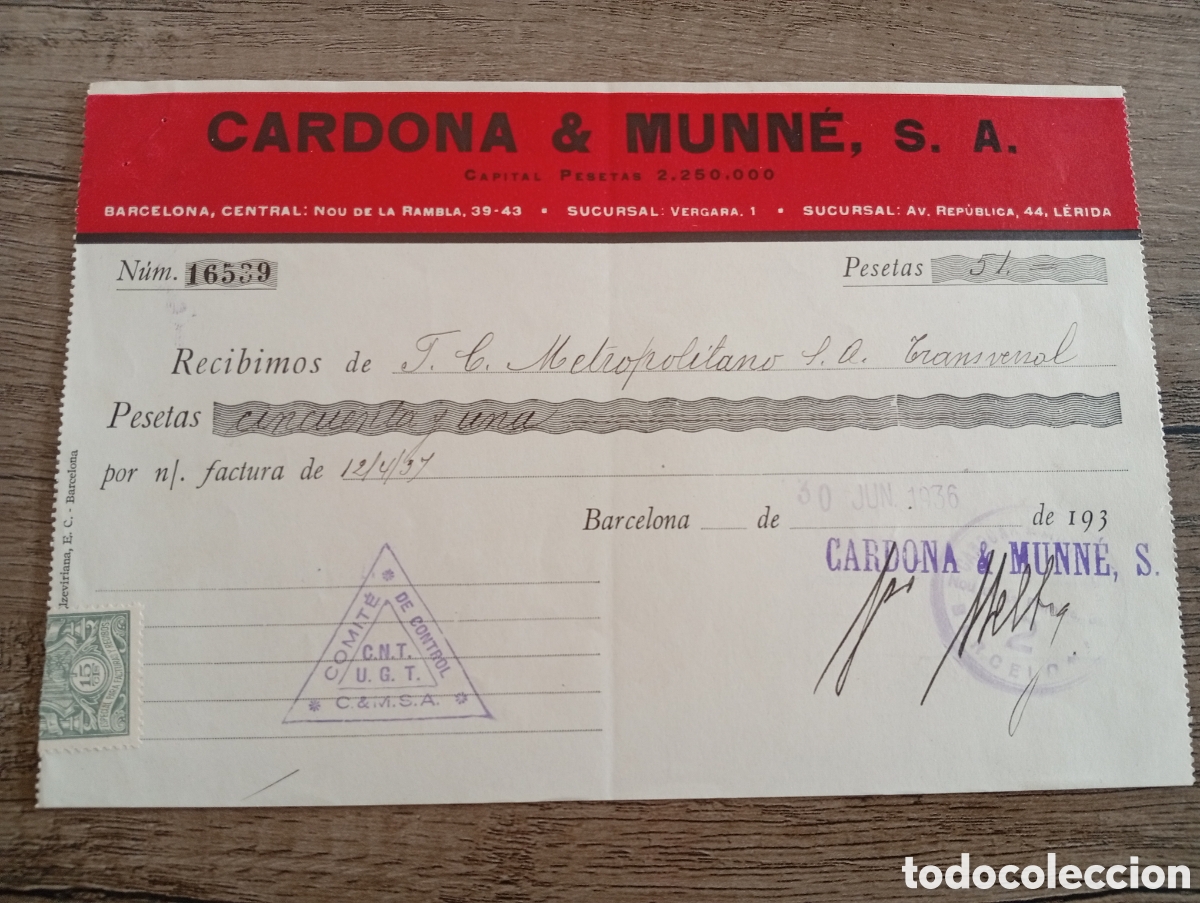 CARDONA & MUNNÉ, S. A.
CAPITAL PESETAS 2.250.000
BARCELONA, CENTRAL: NOU DE LA RAMBLA, 39-43 • SUCURSAL: VERGARA, 1 • SUCURSAL: AV. REPÚBLICA, 44, LÉRIDA
Núm. 16539
Pesetas 51.—
Recibimos de F. C. Metropolitano S.A. Transversal
Pesetas cincuenta y una
por n/. factura de 12/4/37
30 JUN. 1936
Barcelona de de 193
CARDONA & MUNNÉ, S.
COMITÉ DE CONTROL
C.N.T.
U.G.T.
C.&M.S.A.
E. C. - Barcelona
15
todocoleccion